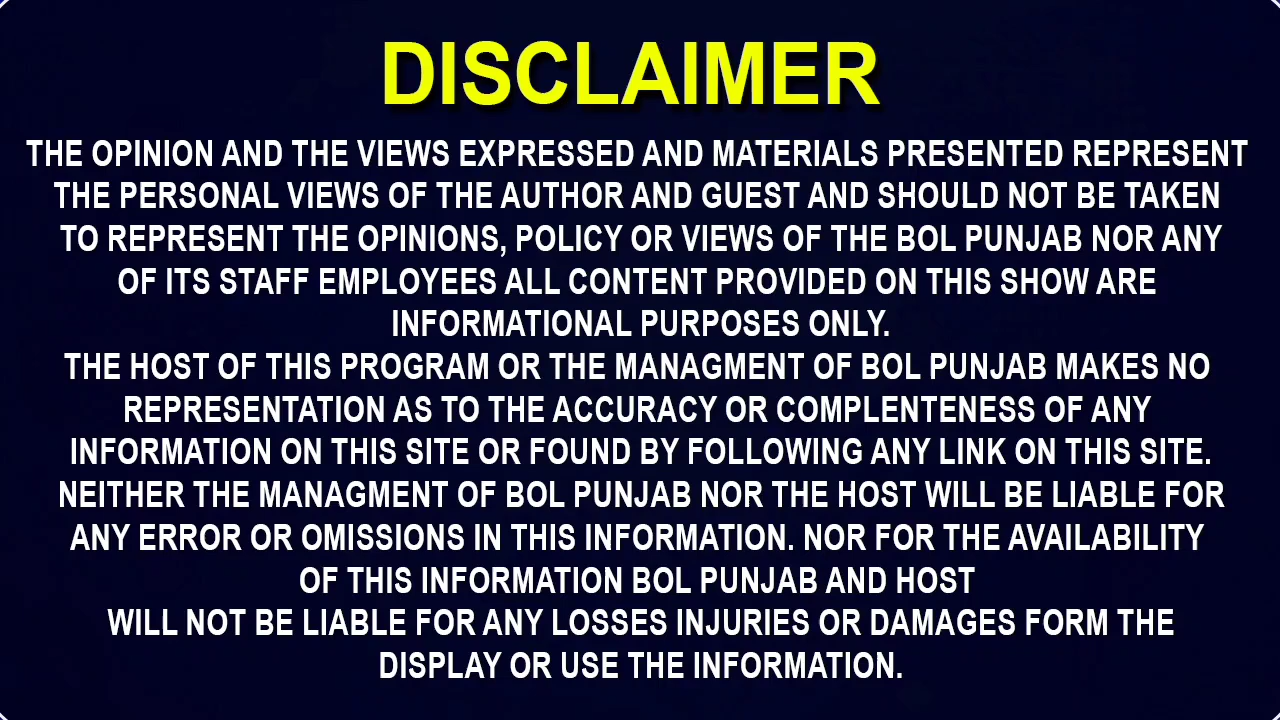 DISCLAIMER
THE OPINION AND THE VIEWS EXPRESSED AND MATERIALS PRESENTED REPRESENT
THE PERSONAL VIEWS OF THE AUTHOR AND GUEST AND SHOULD NOT BE TAKEN
TO REPRESENT THE OPINIONS, POLICY OR VIEWS OF THE BOL PUNJAB NOR ANY
OF ITS STAFF EMPLOYEES ALL CONTENT PROVIDED ON THIS SHOW ARE
INFORMATIONAL PURPOSES ONLY.
THE HOST OF THIS PROGRAM OR THE MANAGMENT OF BOL PUNJAB MAKES NO
REPRESENTATION AS TO THE ACCURACY OR COMPLENTENESS OF ANY
INFORMATION ON THIS SITE OR FOUND BY FOLLOWING ANY LINK ON THIS SITE.
NEITHER THE MANAGMENT OF BOL PUNJAB NOR THE HOST WILL BE LIABLE FOR
ANY ERROR OR OMISSIONS IN THIS INFORMATION. NOR FOR THE AVAILABILITY
OF THIS INFORMATION BOL PUNJAB AND HOST
WILL NOT BE LIABLE FOR ANY LOSSES INJURIES OR DAMAGES FORM THE
DISPLAY OR USE THE INFORMATION.